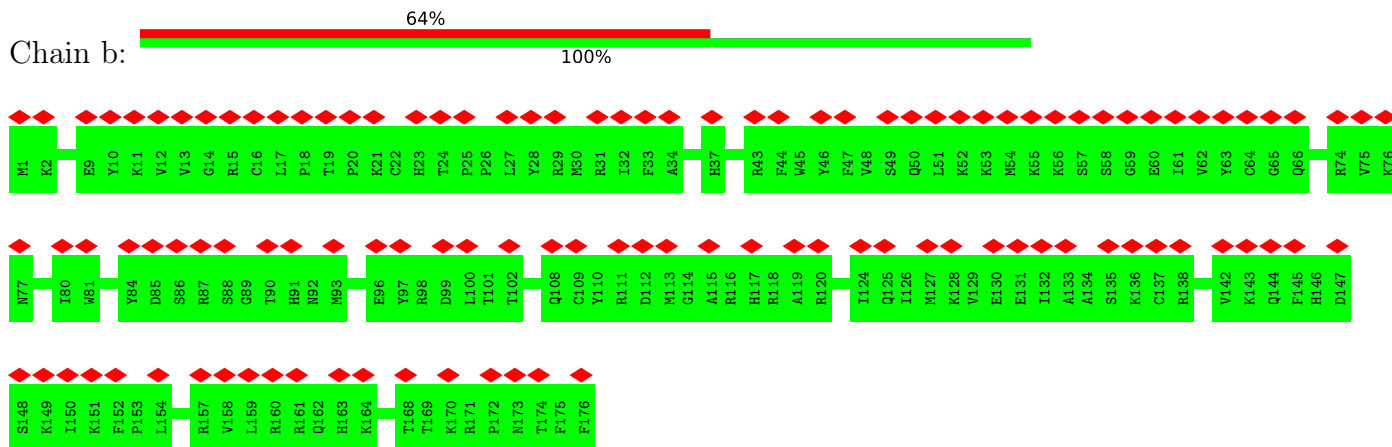 64%
Chain b:
100%
M1 K2 E9 Y10 K11 V12 V13 G14 R15 C16 L17 P18 T19 P20 K21 C22 H23 T24 P25 P26 L27 Y28 R29 M30 R31 I32 F33 A34 H37 R43 F44 W45 Y46 F47 V48 S49 Q50 L51 K52 K53 M54 K55 K56 S57 S58 G59 E60 I61 V62 Y63 C64 G65 Q66 R74 V75 K76
N77 I80 W81 Y84 D85 S86 R87 S88 G89 T90 H91 N92 M93 E96 Y97 R98 D99 L100 T101 T102 Q108 C109 Y110 R111 D112 M113 G114 A115 R116 H117 R118 A119 R120 I124 Q125 I126 M127 K128 V129 E130 E131 I132 A133 A134 S135 K136 C137 R138 V142 K143 Q144 F145 H146 D147
S148 K149 I150 K151 F152 P153 L154 R157 V158 L159 R160 R161 Q162 H163 K164 T168 T169 K170 R171 P172 N173 T174 F175 F176